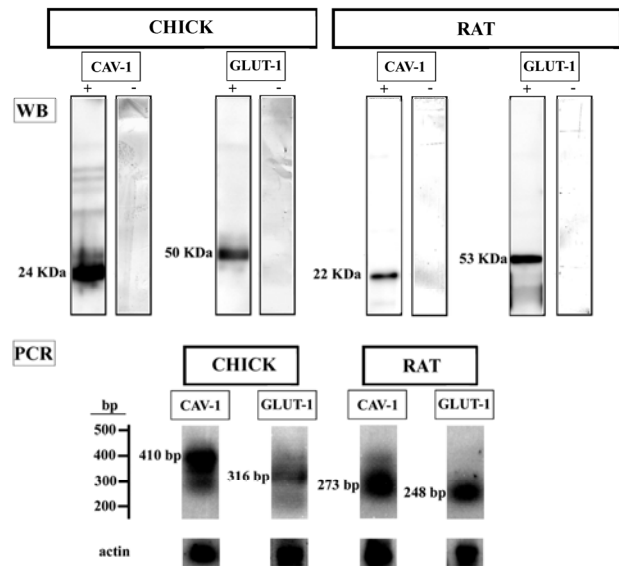 CHICK RAT
CAV-1 GLUT-1 CAV-1 GLUT-1
+ - + - + - + -
WB
24 KDa 50 KDa 22 KDa 53 KDa
PCR
CHICK RAT
bp CAV-1 GLUT-1 CAV-1 GLUT-1
500
400 410 bp
300 316 bp 273 bp 248 bp
200
actin